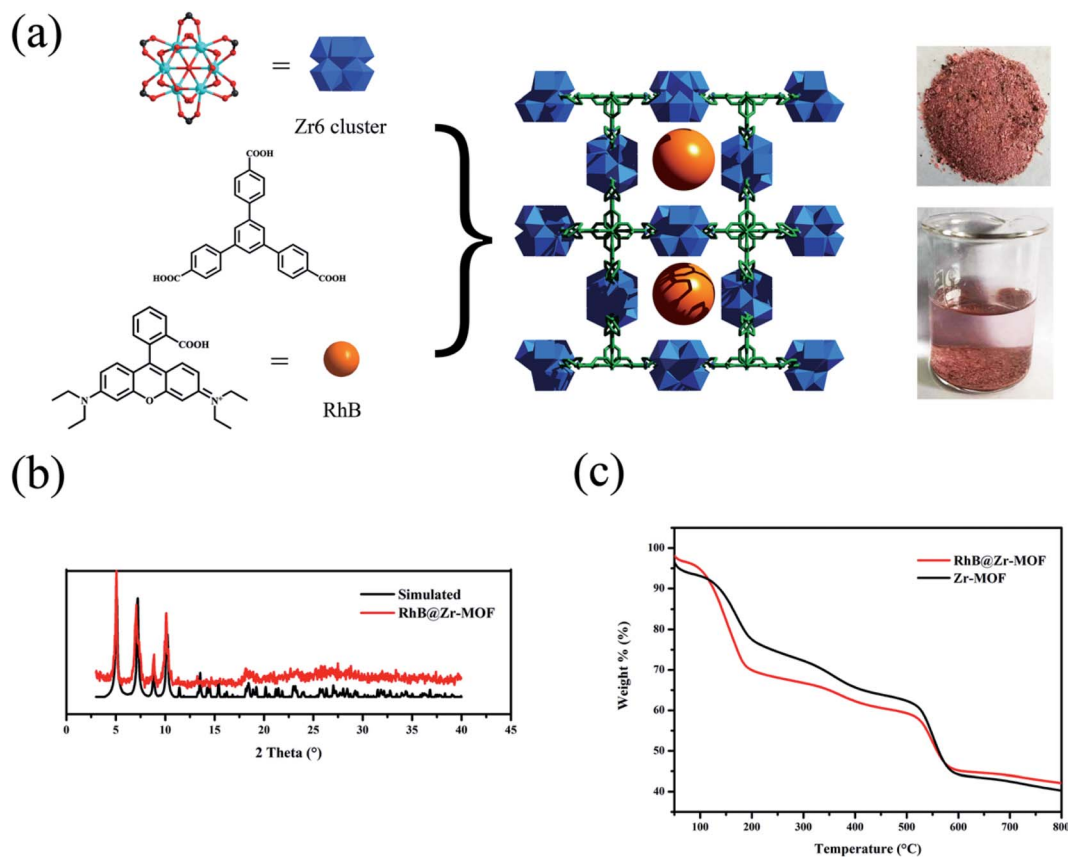 (a)
=
Zr6 cluster
COOH
HOOC
COOH
COOH
N
O
N+
=
RhB
(b)
Simulated
RhB@Zr-MOF
0 5 10 15 20 25 30 35 40 45
2 Theta (°)
(c)
RhB@Zr-MOF
Zr-MOF
Weight % (%)
100
90
80
70
60
50
40
100 200 300 400 500 600 700 800
Temperature (°C)